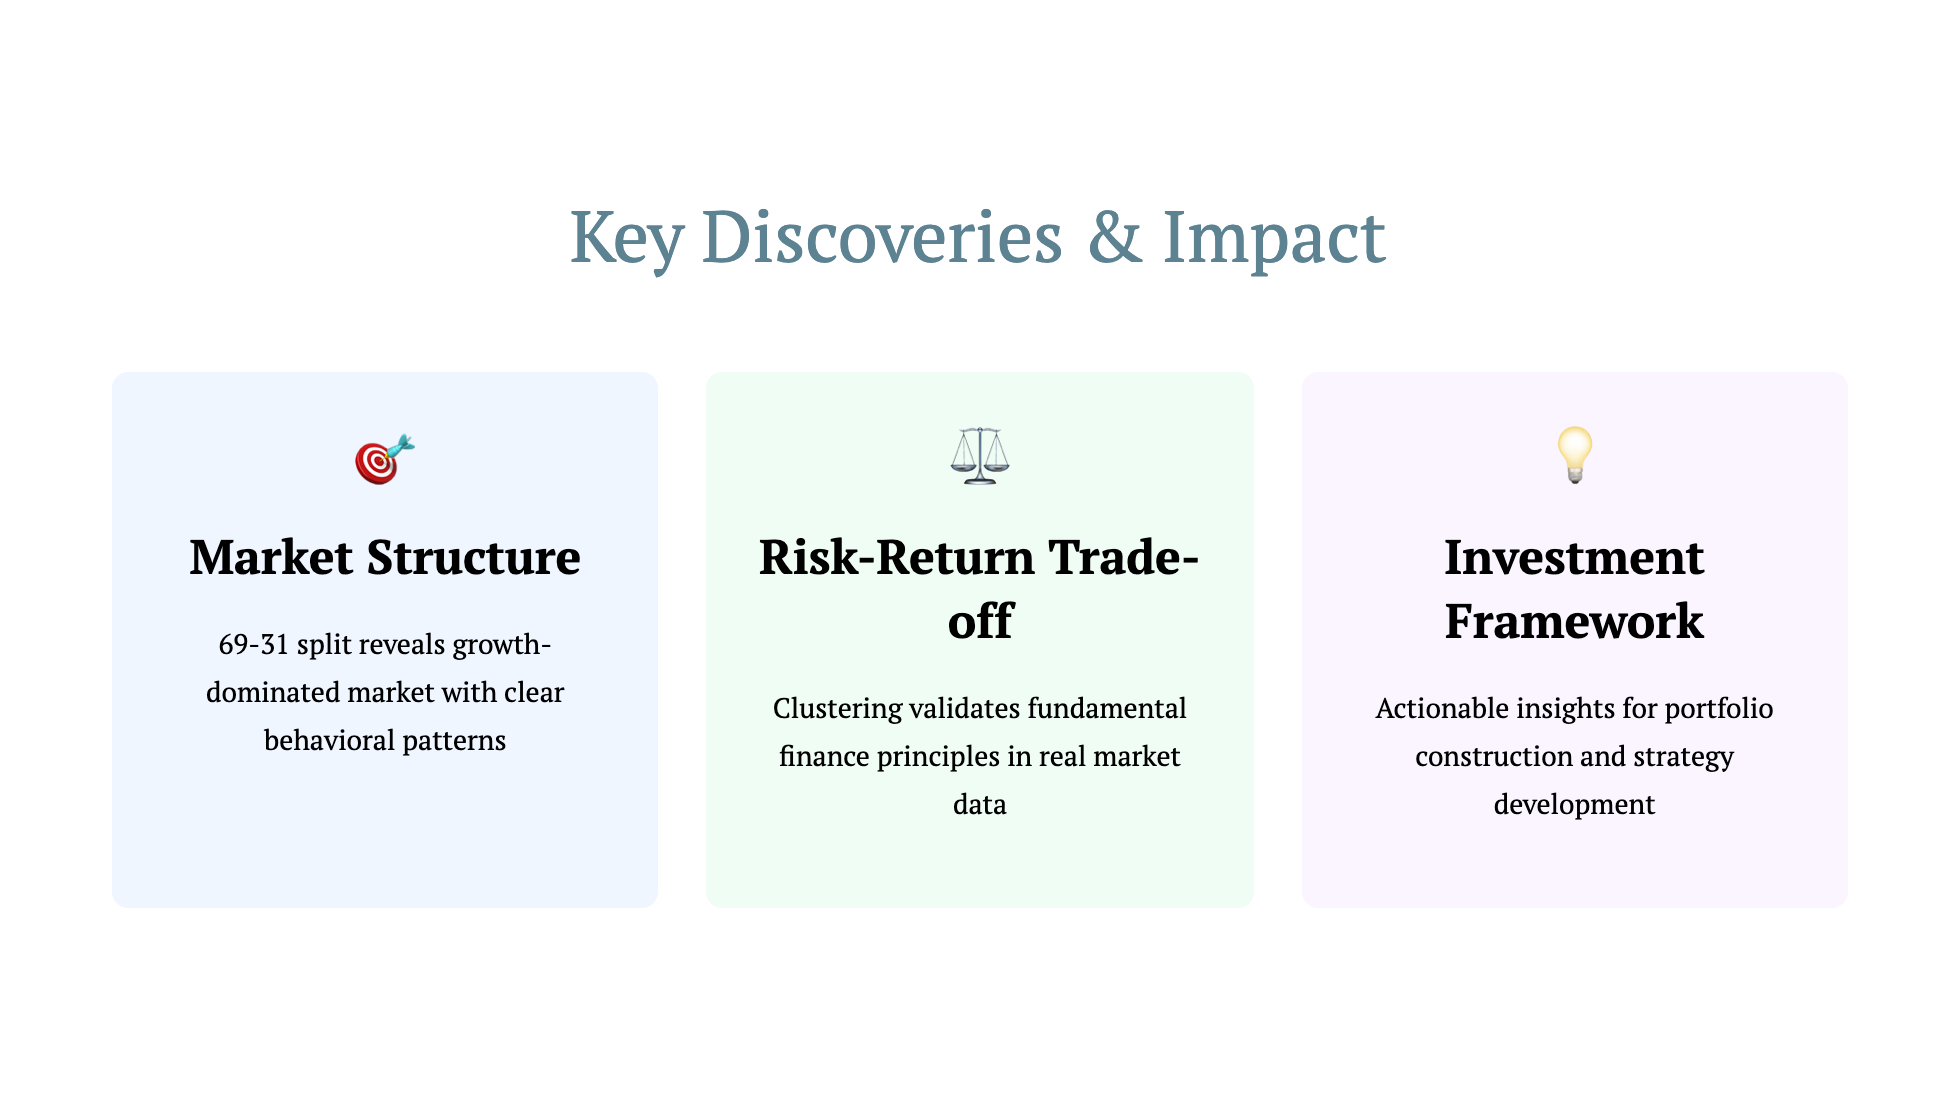 Key Discoveries & Impact
Market Structure
69-31 split reveals growth-
dominated market with clear
behavioral patterns
Risk-Return Trade-
off
Clustering validates fundamental
finance principles in real market
data
Investment
Framework
Actionable insights for portfolio
construction and strategy
development